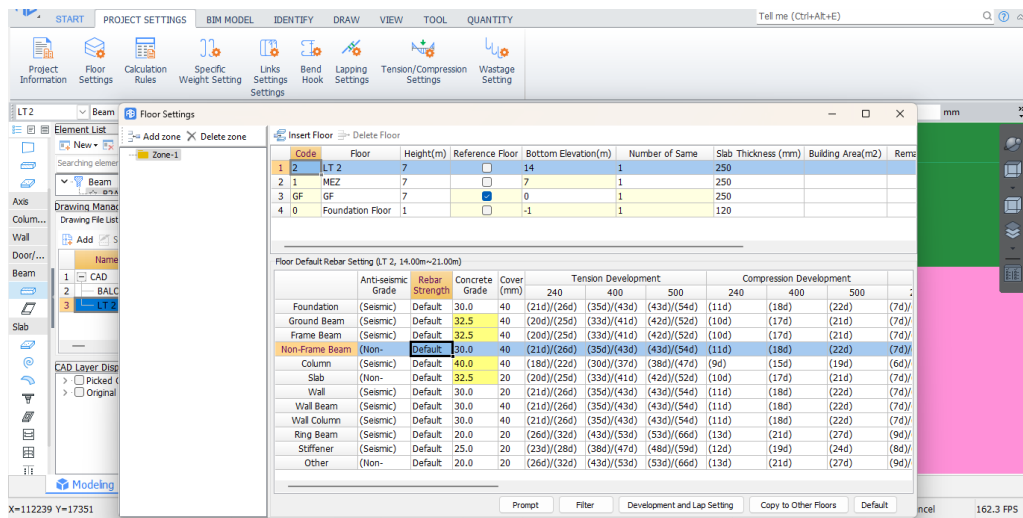 START PROJECT SETTINGS BIM MODEL IDENTIFY DRAW VIEW TOOL QUANTITY Tell me (Ctrl+Alt+E)
Project Information Floor Settings Calculation Rules Specific Weight Setting Links Settings Bend Hook Lapping Settings Tension/Compression Settings Wastage Setting
Settings
LT 2 Beam Floor Settings mm
Element List Add zone Delete zone Insert Floor Delete Floor
New
Searching elemen Zone-1
Code Floor Height(m) Reference Floor Bottom Elevation(m) Number of Same Slab Thickness (mm) Building Area(m2) Rema
1 2 LT 2 7 14 1 250
2 1 MEZ 7 7 1 250
3 GF GF 7 0 1 250
4 0 Foundation Floor 1 -1 1 120
Beam
Axis
Drawing Manag
Colum...
Drawing File List
Wall
Add S
Door/...
Name
Beam
1 CAD
2 BALC
3 LT 2
Slab
CAD Layer Disp
Picked
Original
Floor Default Rebar Setting (LT 2, 14.00m~21.00m)
Anti-seismic Grade Rebar Strength Concrete Grade Cover (mm) Tension Development Compression Development
240 400 500 240 400 500
Foundation (Seismic) Default 30.0 40 (21d)/(26d) (35d)/(43d) (43d)/(54d) (11d) (18d) (22d) (7d)/
Ground Beam (Seismic) Default 32.5 40 (20d)/(25d) (33d)/(41d) (42d)/(52d) (10d) (17d) (21d) (7d)/
Frame Beam (Seismic) Default 32.5 40 (20d)/(25d) (33d)/(41d) (42d)/(52d) (10d) (17d) (21d) (7d)/
Non-Frame Beam (Non- Default 30.0 40 (21d)/(26d) (35d)/(43d) (43d)/(54d) (11d) (18d) (22d) (7d)/
Column (Seismic) Default 40.0 40 (18d)/(22d) (30d)/(37d) (38d)/(47d) (9d) (15d) (19d) (6d)/
Slab (Non- Default 32.5 20 (20d)/(25d) (33d)/(41d) (42d)/(52d) (10d) (17d) (21d) (7d)/
Wall (Seismic) Default 30.0 20 (21d)/(26d) (35d)/(43d) (43d)/(54d) (11d) (18d) (22d) (7d)/
Wall Beam (Seismic) Default 30.0 40 (21d)/(26d) (35d)/(43d) (43d)/(54d) (11d) (18d) (22d) (7d)/
Wall Column (Seismic) Default 30.0 40 (21d)/(26d) (35d)/(43d) (43d)/(54d) (11d) (18d) (22d) (7d)/
Ring Beam (Seismic) Default 20.0 20 (26d)/(32d) (43d)/(53d) (53d)/(66d) (13d) (21d) (27d) (9d)/
Stiffener (Seismic) Default 25.0 20 (23d)/(28d) (38d)/(47d) (48d)/(59d) (12d) (19d) (24d) (8d)/
Other (Non- Default 20.0 20 (26d)/(32d) (43d)/(53d) (53d)/(66d) (13d) (21d) (27d) (9d)/
Modeling
Prompt Filter Development and Lap Setting Copy to Other Floors Default
X=112239 Y=17351 ncel 162.3 FPS